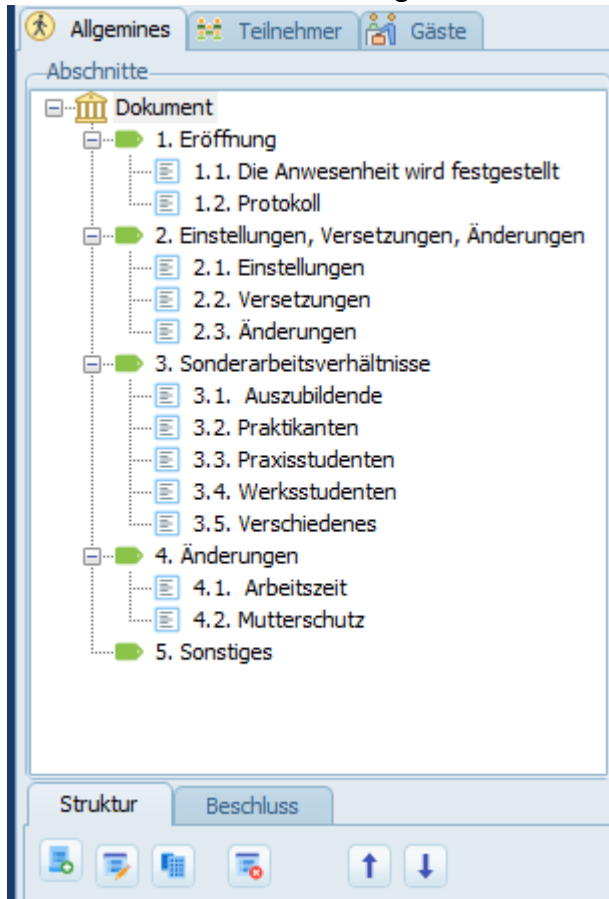 Allgemines Teilnehmer Gäste
Abschnitte
Dokument
1. Eröffnung
1.1. Die Anwesenheit wird festgestellt
1.2. Protokoll
2. Einstellungen, Versetzungen, Änderungen
2.1. Einstellungen
2.2. Versetzungen
2.3. Änderungen
3. Sonderarbeitsverhältnisse
3.1. Auszubildende
3.2. Praktikanten
3.3. Praxisstudenten
3.4. Werksstudenten
3.5. Verschiedenes
4. Änderungen
4.1. Arbeitszeit
4.2. Mutterschutz
5. Sonstiges
Struktur Beschluss